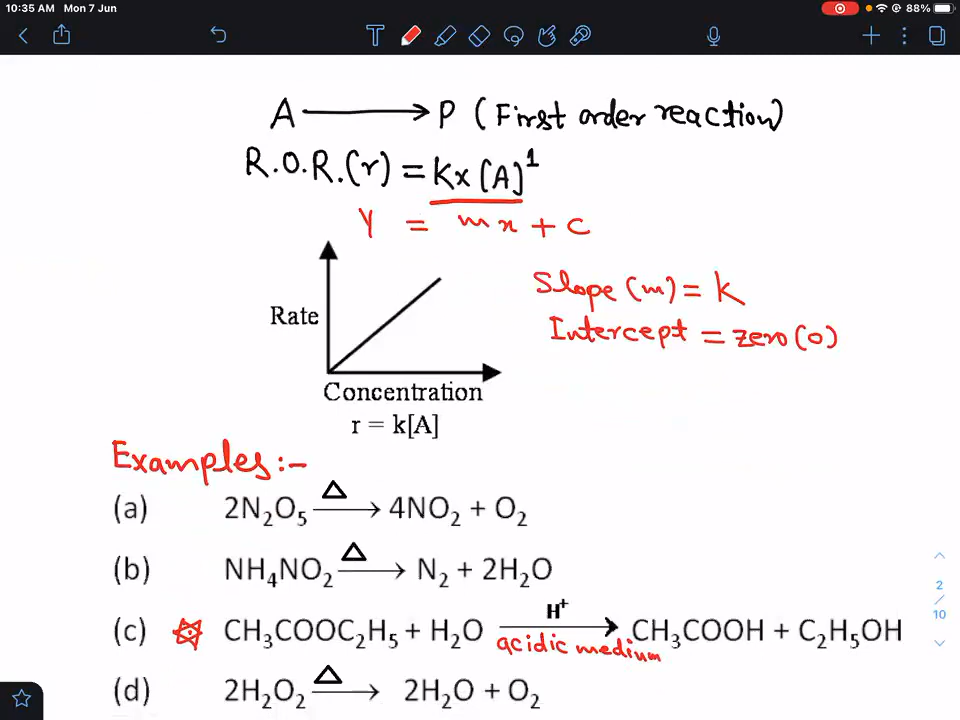 10:35 AM Mon 7 Jun
88%
A ⟶ P (First order reaction)
R.O.R.(r) = K x [A]¹
Y = mx + c
Slope (m) = K
Rate
Intercept = zero (0)
Concentration
r = k[A]
Examples :-
(a) 2N₂O₅ —Δ→ 4NO₂ + O₂
(b) NH₄NO₂ —Δ→ N₂ + 2H₂O
(c) CH₃COOC₂H₅ + H₂O —H⁺→ CH₃COOH + C₂H₅OH
acidic medium
(d) 2H₂O₂ —Δ→ 2H₂O + O₂
2
/
10